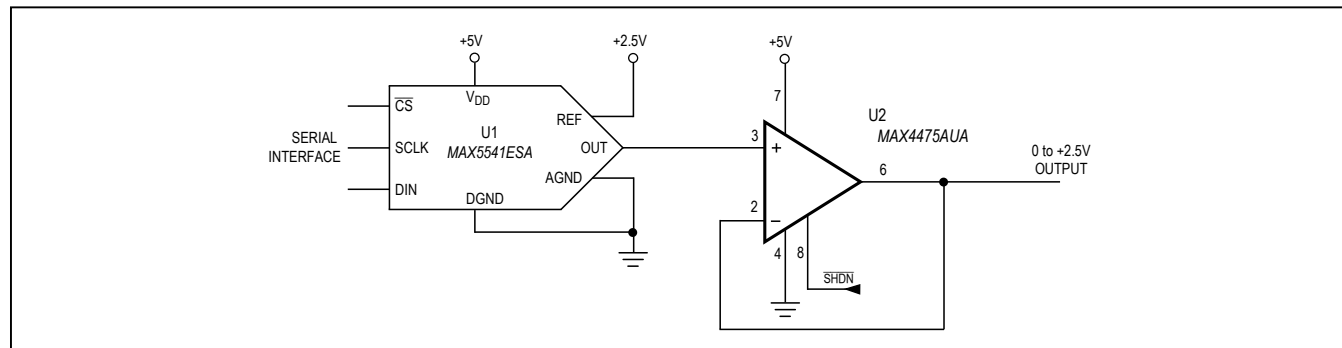 +5V
+2.5V
+5V
VDD
CS
U1
MAX5541ESA
REF
SERIAL
INTERFACE
SCLK
OUT
AGND
DIN
DGND
7
U2
MAX4475AUA
3
+
6
0 to +2.5V
OUTPUT
2
−
4
8
SHDN